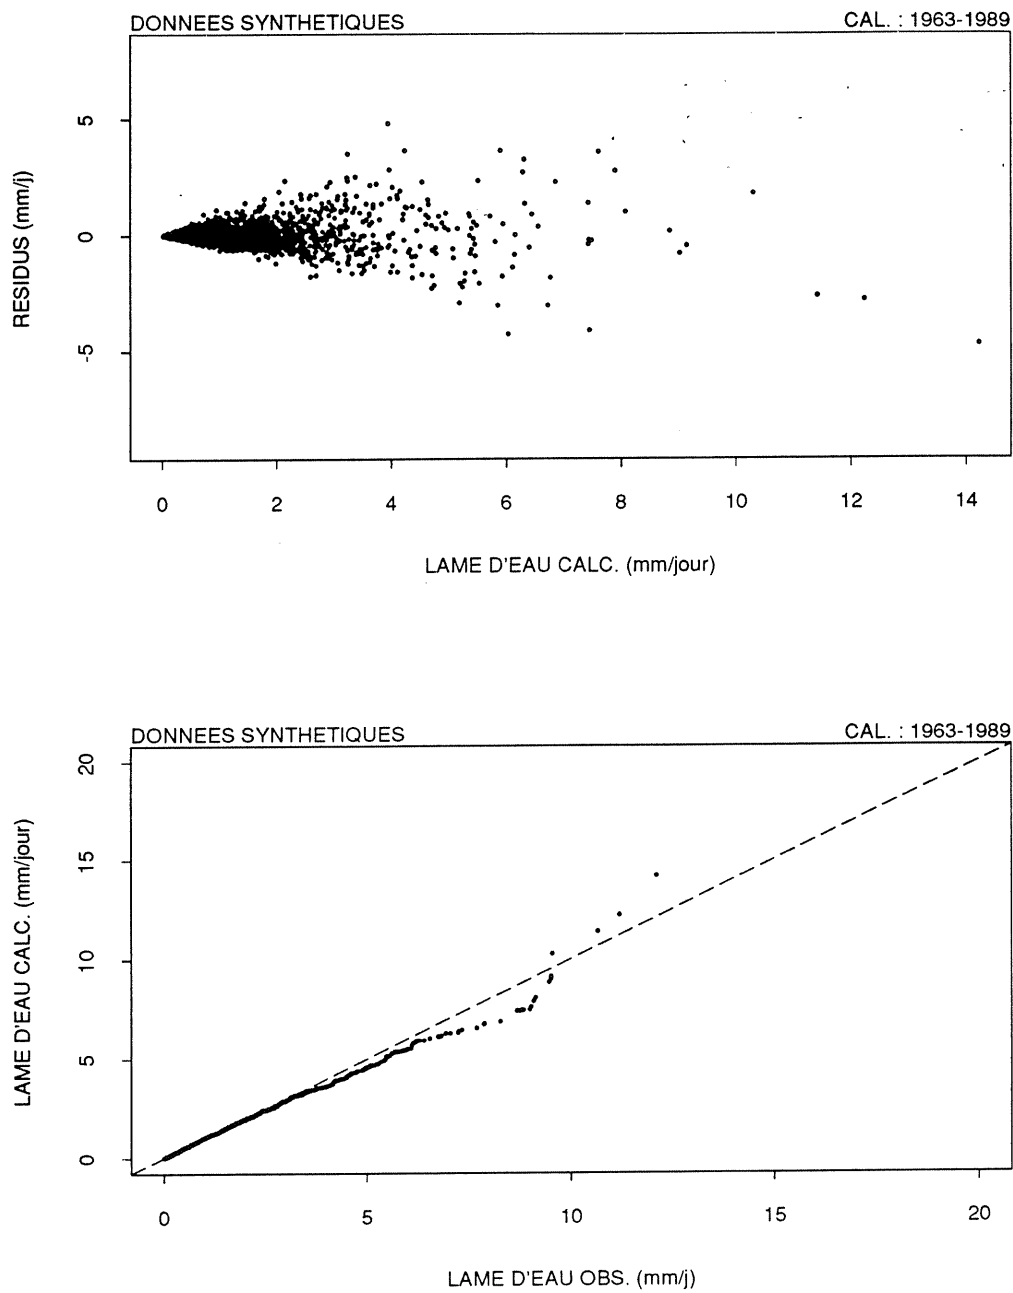 DONNEES SYNTHETIQUES CAL. : 1963-1989
5
0
-5
RESIDUS (mm/j)
0 2 4 6 8 10 12 14
LAME D'EAU CALC. (mm/jour)
DONNEES SYNTHETIQUES CAL. : 1963-1989
20
15
10
5
0
LAME D'EAU CALC. (mm/jour)
0 5 10 15 20
LAME D'EAU OBS. (mm/j)